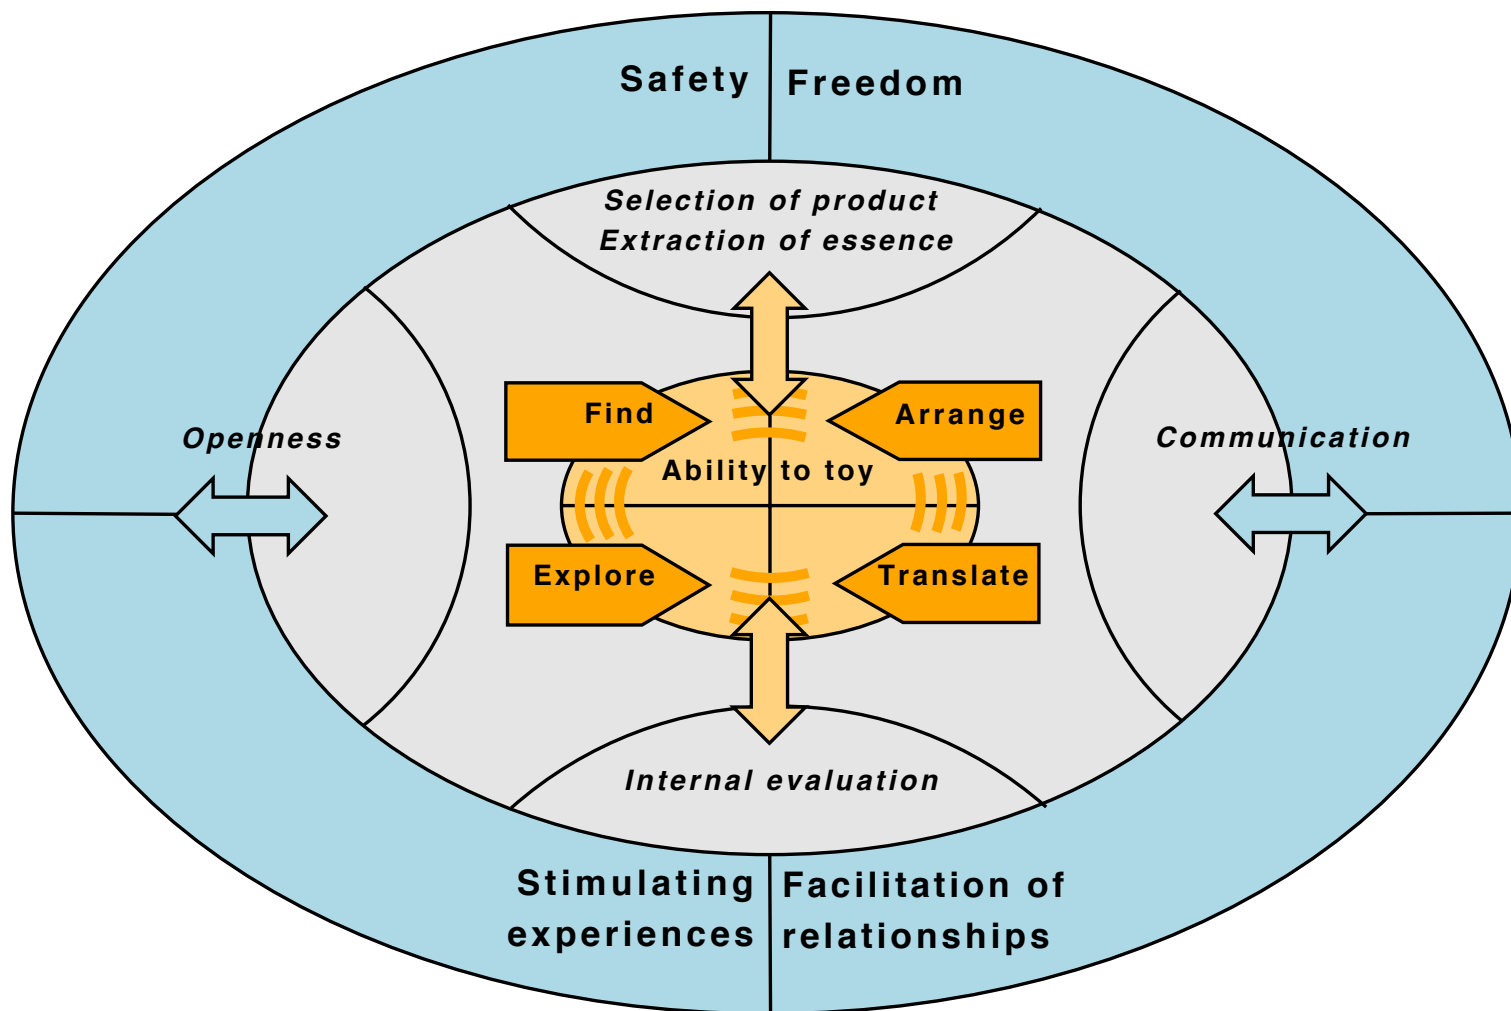 Safety
Freedom
Selection of product
Extraction of essence
Find
Arrange
Openness
Communication
Ability to toy
Explore
Translate
Internal evaluation
Stimulating
experiences
Facilitation of
relationships